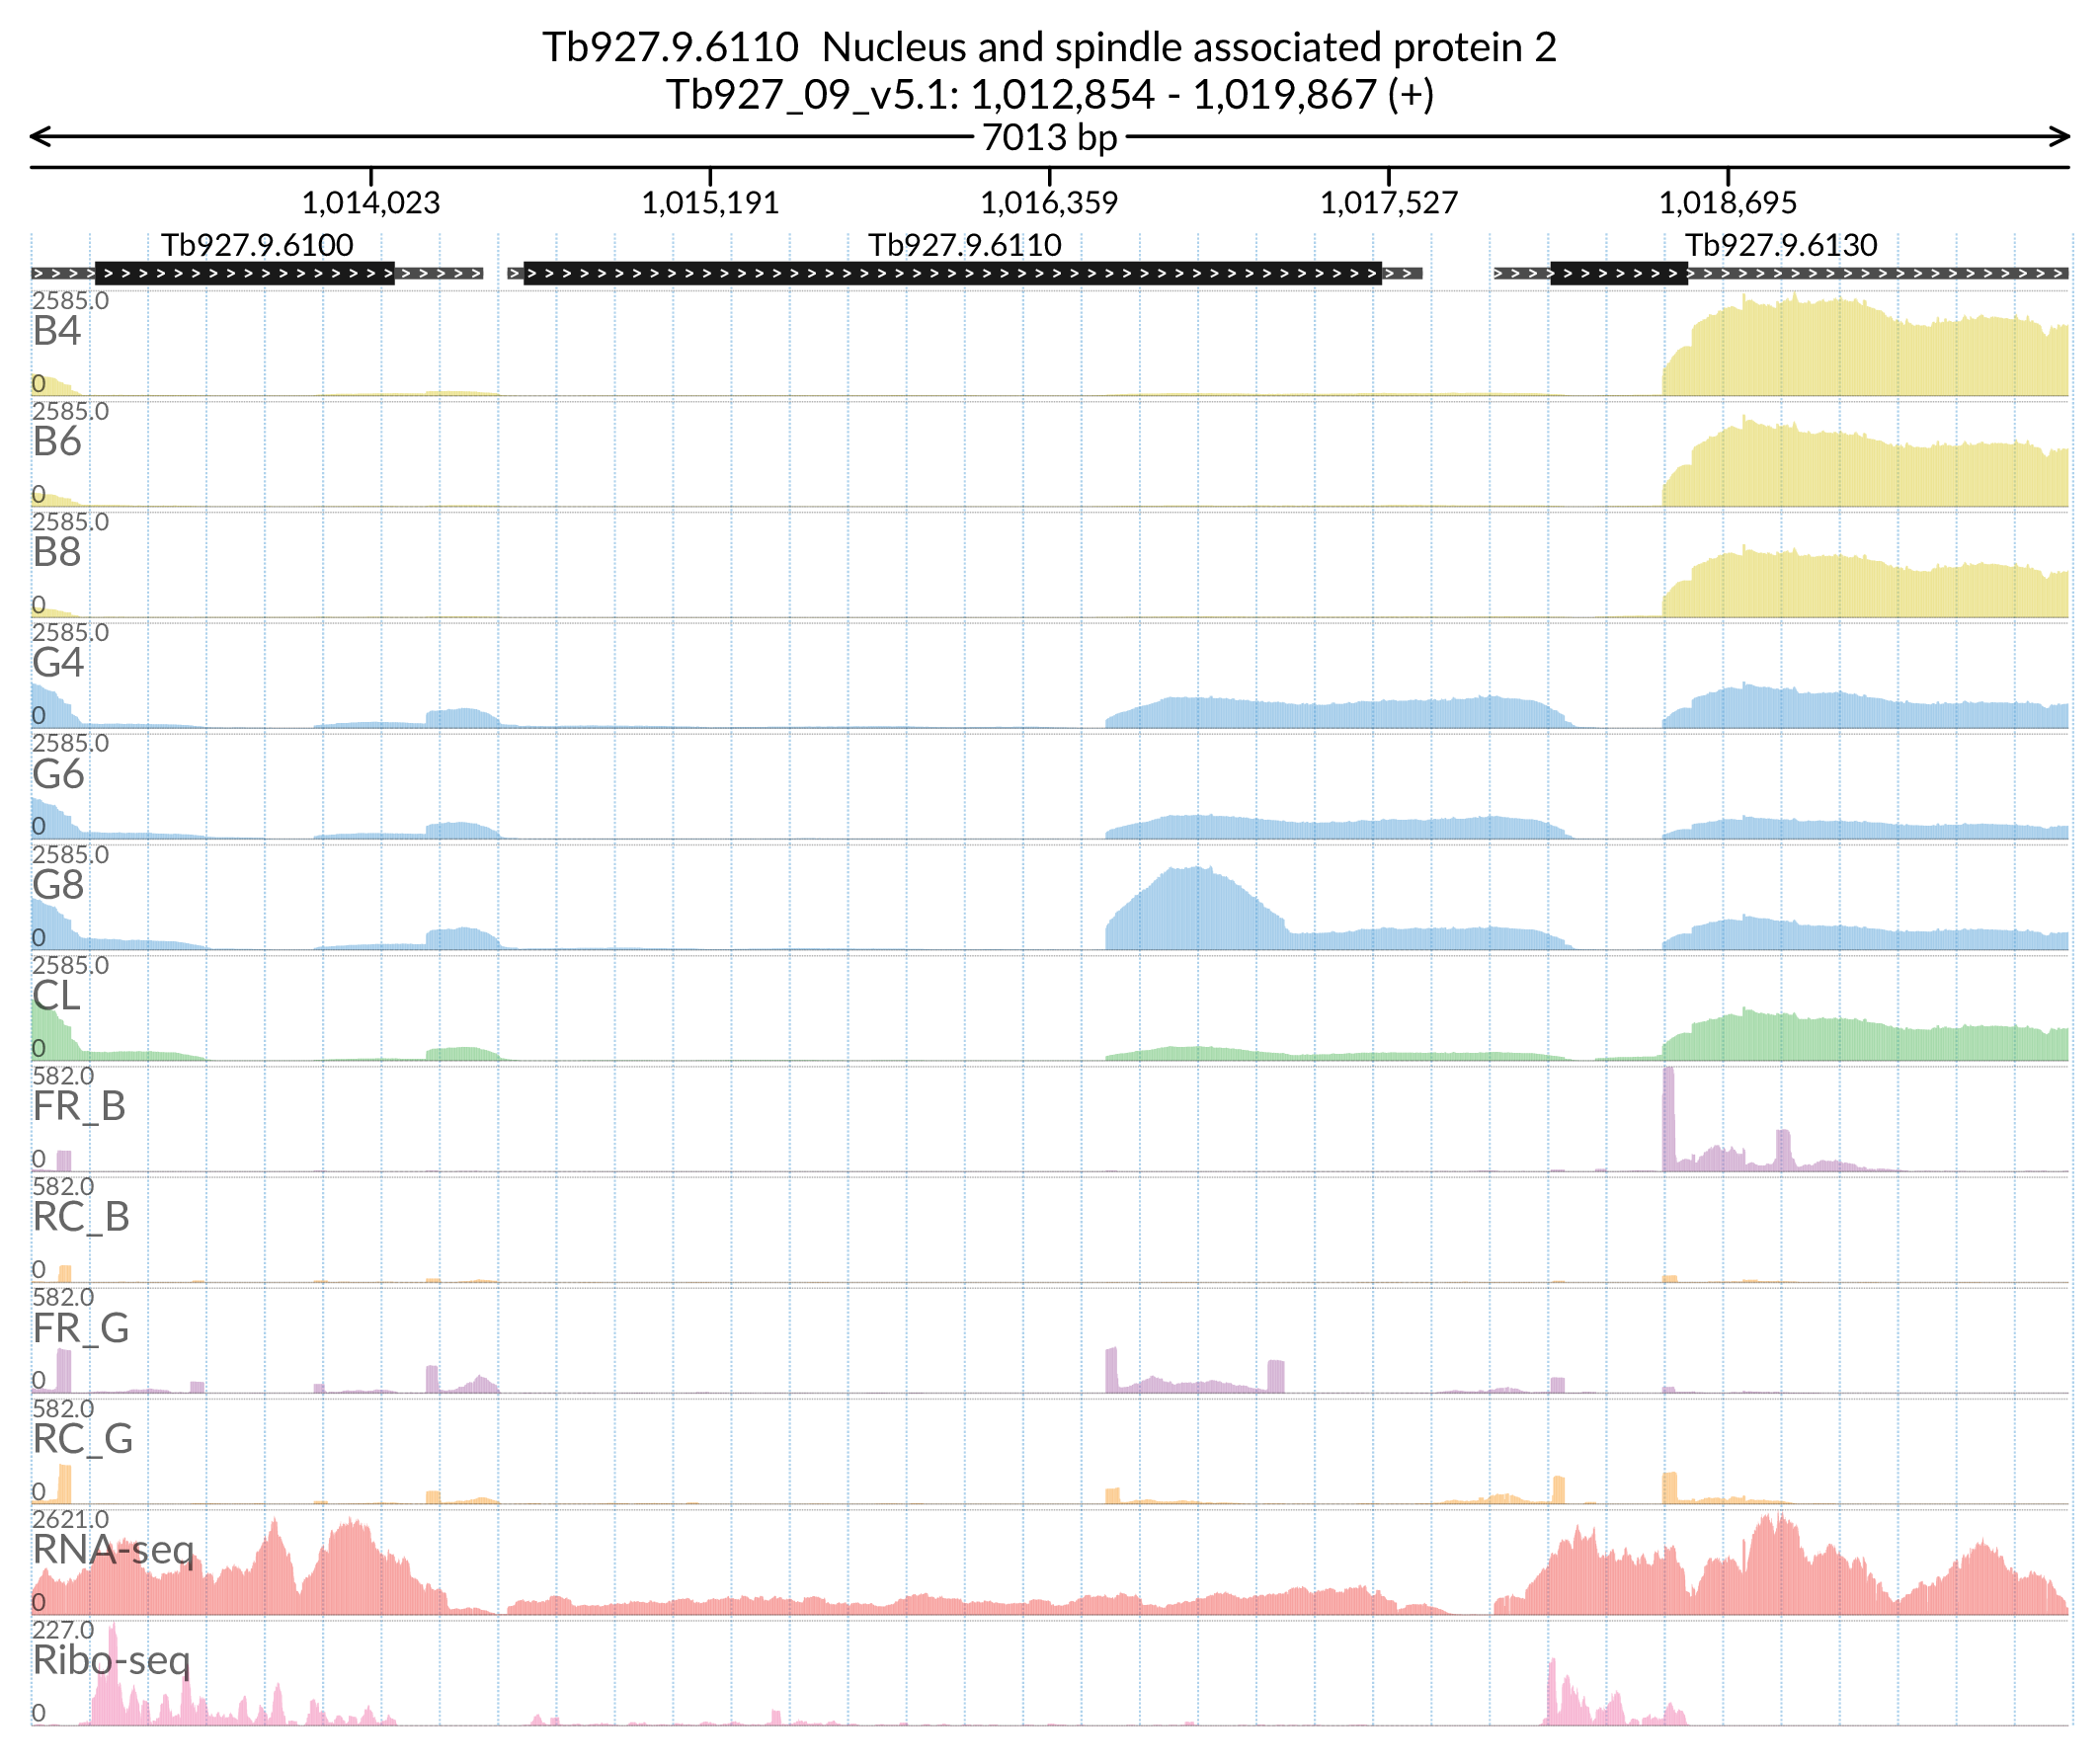 Tb927.9.6110  Nucleus and spindle associated protein 2
Tb927_09_v5.1: 1,012,854 - 1,019,867 (+)
7013 bp
1,014,023 1,015,191 1,016,359 1,017,527 1,018,695
Tb927.9.6100 Tb927.9.6110 Tb927.9.6130
2585.0
B4
0
2585.0
B6
0
2585.0
B8
0
2585.0
G4
0
2585.0
G6
0
2585.0
G8
0
2585.0
CL
0
582.0
FR_B
0
582.0
RC_B
0
582.0
FR_G
0
582.0
RC_G
0
2621.0
RNA-seq
0
227.0
Ribo-seq
0